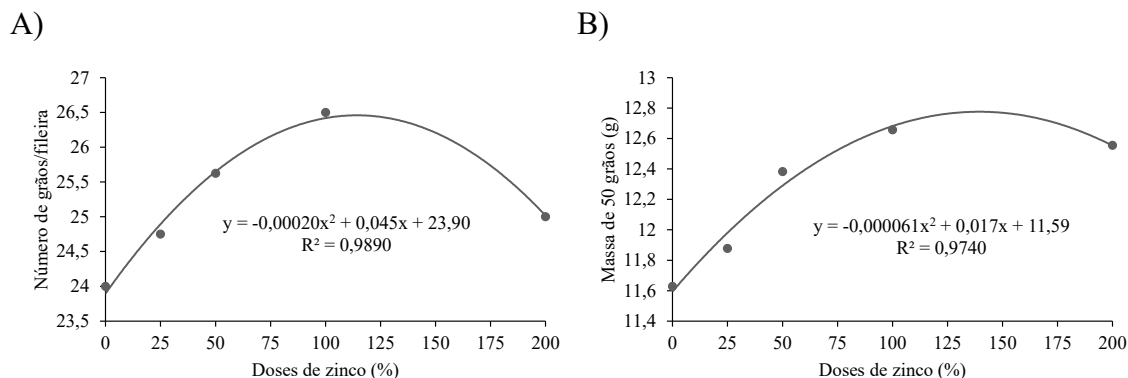 A)
B)
Número de grãos/fileira
27
26,5
26
25,5
25
24,5
24
23,5
y = -0,00020x² + 0,045x + 23,90
R² = 0,9890
0 25 50 75 100 125 150 175 200
Doses de zinco (%)
Massa de 50 grãos (g)
13
12,8
12,6
12,4
12,2
12
11,8
11,6
11,4
y = -0,000061x² + 0,017x + 11,59
R² = 0,9740
0 25 50 75 100 125 150 175 200
Doses de zinco (%)